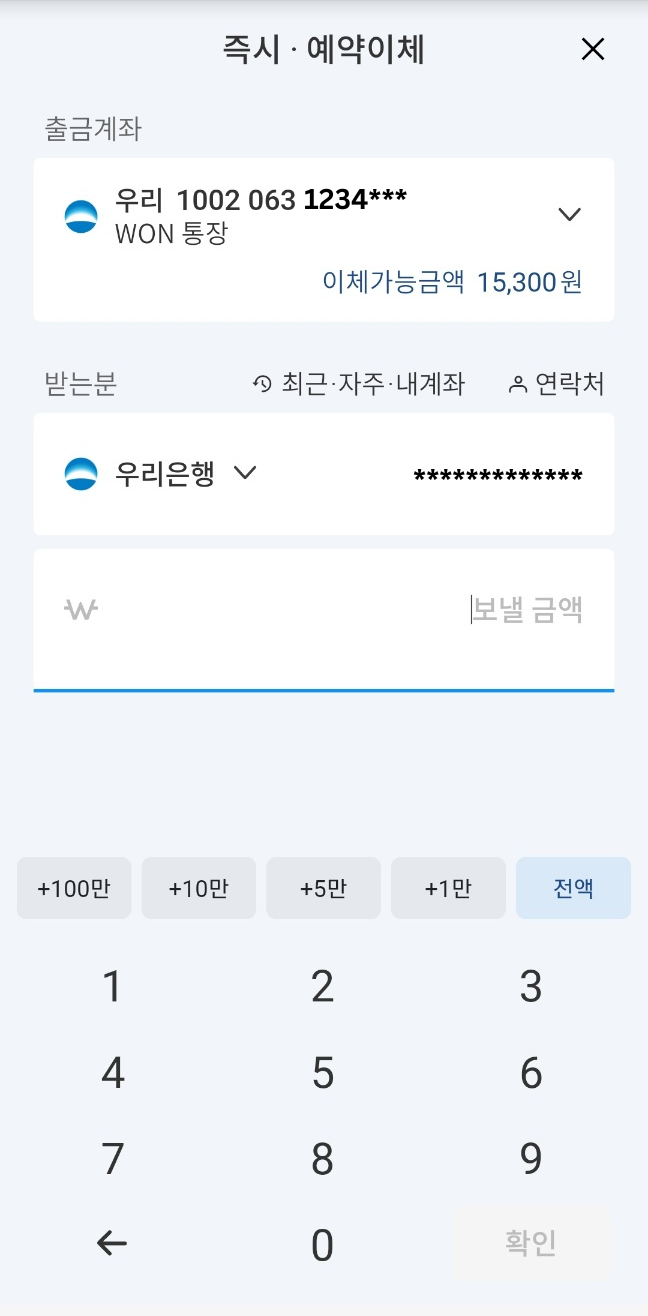 즉시 · 예약이체
출금계좌
우리 1002 063 1234***
WON 통장
이체가능금액 15,300원
받는분 최근·자주·내계좌 연락처
우리은행 *************
₩ 보낼 금액
+100만 +10만 +5만 +1만 전액
1 2 3
4 5 6
7 8 9
0 확인